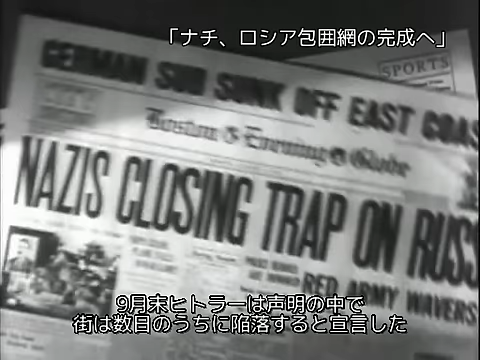 「ナチ、ロシア包囲網の完成へ」
SPORTS
GERMAN SUB SUNK OFF EAST COAS
CITY
Boston Evening Globe
NAZIS CLOSING TRAP ON RUSS
RED ARMY WAVERS
9月末ヒトラーは声明の中で
街は数日のうちに陥落すると宣言した